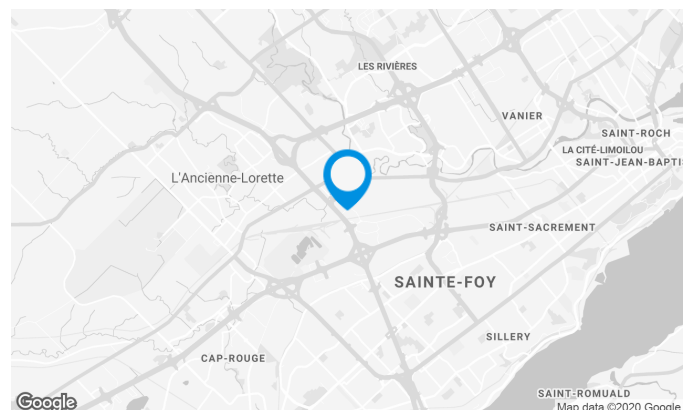 LES RIVIÈRES
VANIER
SAINT-ROCH
LA CITÉ-LIMOILOU
SAINT-JEAN-BAPTIS
L'Ancienne-Lorette
SAINT-SACREMENT
SAINTE-FOY
SILLERY
CAP-ROUGE
SAINT-ROMUALD
Google
Map data ©2020 Google